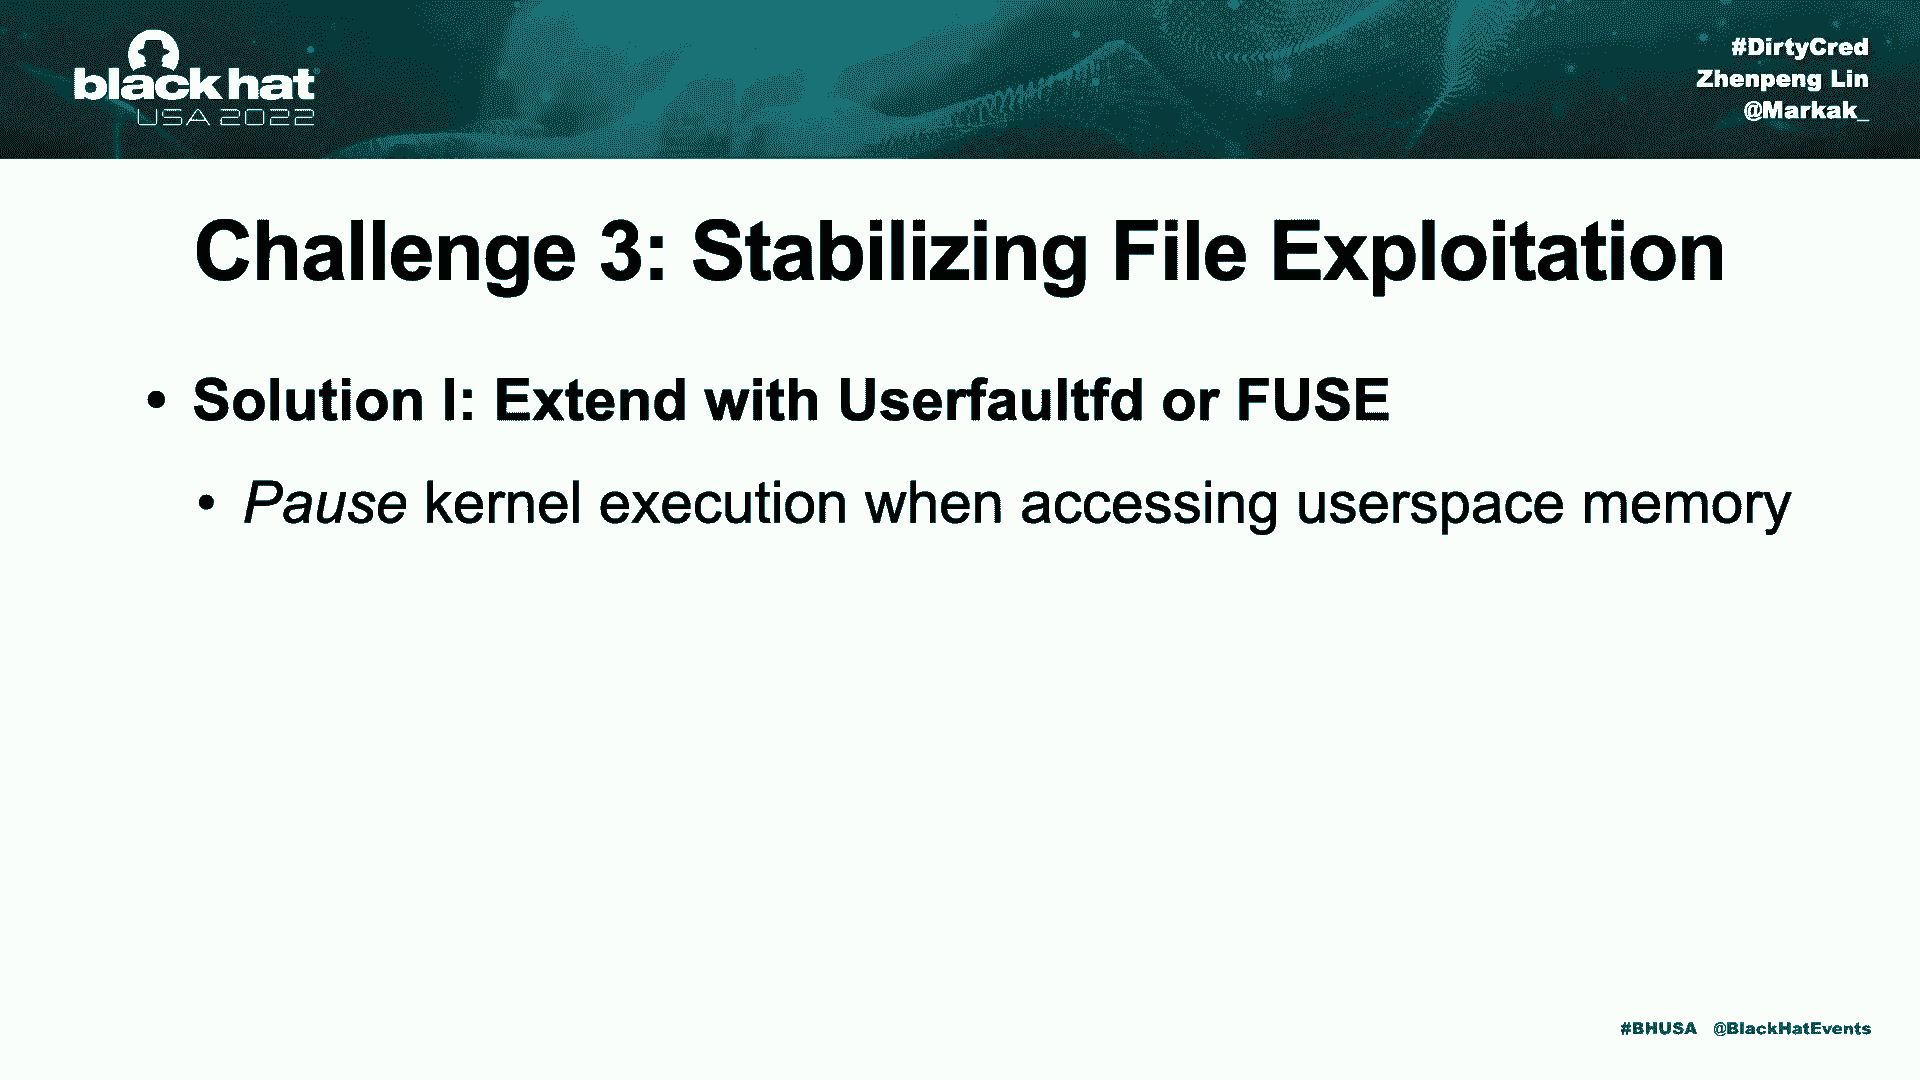 black hat
USA 2022
#DirtyCred
Zhenpeng Lin
@Markak_
Challenge 3: Stabilizing File Exploitation
• Solution I: Extend with Userfaultfd or FUSE
• Pause kernel execution when accessing userspace memory
#BHUSA @BlackHatEvents